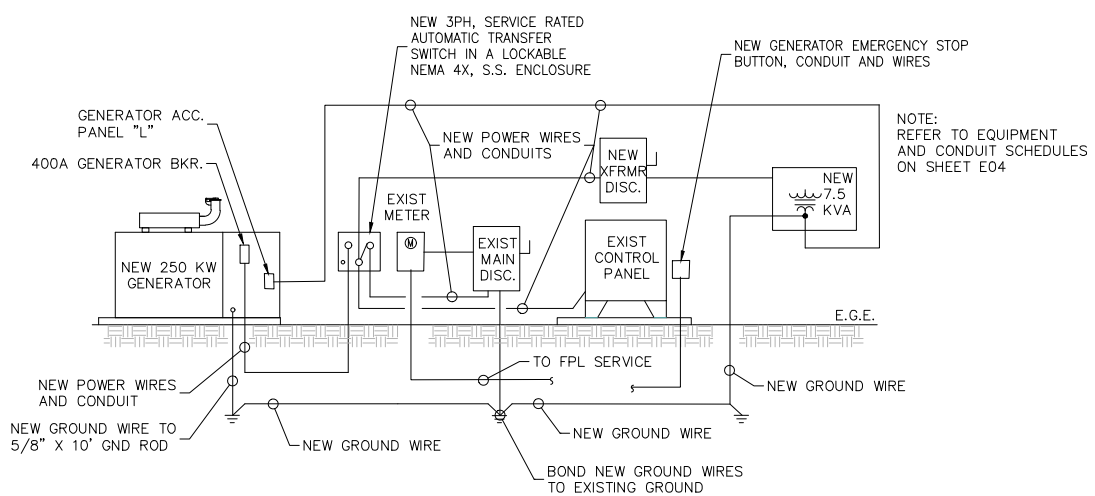 NEW 3PH, SERVICE RATED
AUTOMATIC TRANSFER
SWITCH IN A LOCKABLE
NEMA 4X, S.S. ENCLOSURE
NEW GENERATOR EMERGENCY STOP
BUTTON, CONDUIT AND WIRES
GENERATOR ACC.
PANEL "L"
400A GENERATOR BKR.
NEW POWER WIRES
AND CONDUITS
NOTE:
REFER TO EQUIPMENT
AND CONDUIT SCHEDULES
ON SHEET E04
NEW
XFRMR
DISC.
NEW
7.5
KVA
EXIST
METER
M
EXIST
MAIN
DISC.
EXIST
CONTROL
PANEL
NEW 250 KW
GENERATOR
E.G.E.
TO FPL SERVICE
NEW POWER WIRES
AND CONDUIT
NEW GROUND WIRE
NEW GROUND WIRE TO
5/8" X 10' GND ROD
NEW GROUND WIRE
NEW GROUND WIRE
BOND NEW GROUND WIRES
TO EXISTING GROUND